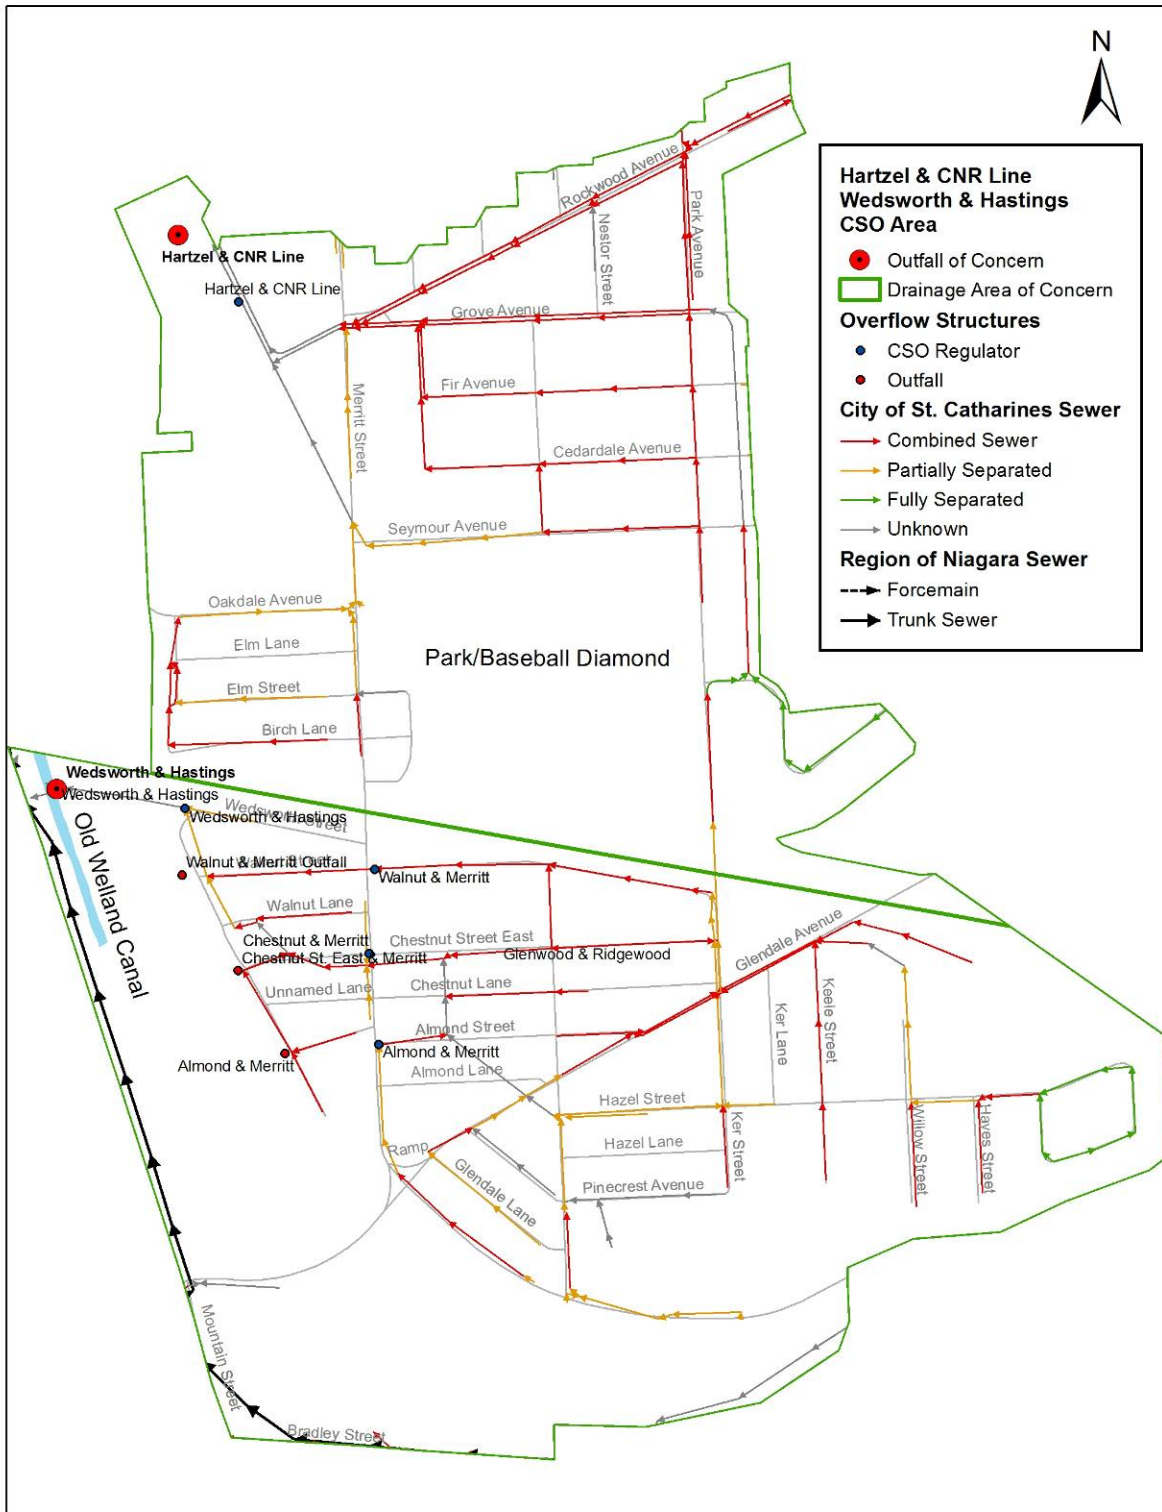 N
Hartzel & CNR Line
Wedsworth & Hastings
CSO Area
Outfall of Concern
Drainage Area of Concern
Overflow Structures
CSO Regulator
Outfall
City of St. Catharines Sewer
Combined Sewer
Partially Separated
Fully Separated
Unknown
Region of Niagara Sewer
Forcemain
Trunk Sewer
Rockwood Avenue
Park Avenue
Nestor Street
Hartzel & CNR Line
Hartzel & CNR Line
Grove Avenue
Fir Avenue
Merritt Street
Cedardale Avenue
Seymour Avenue
Oakdale Avenue
Elm Lane
Park/Baseball Diamond
Elm Street
Birch Lane
Wedsworth & Hastings
Wedsworth & Hastings
Wedsworth & Hastings
Old Welland Canal
Walnut & Merritt Outfall
Walnut & Merritt
Walnut Lane
Glendale Avenue
Chestnut & Merritt
Chestnut Street East
Chestnut St. East & Merritt
Glenwood & Ridgewood
Unnamed Lane
Chestnut Lane
Ker Lane
Keele Street
Almond Street
Almond & Merritt
Almond & Merritt
Almond Lane
Hazel Street
Ker Street
Willow Street
Hayes Street
Ramp
Hazel Lane
Glendale Lane
Pinecrest Avenue
Mountain Street
Bradley Street